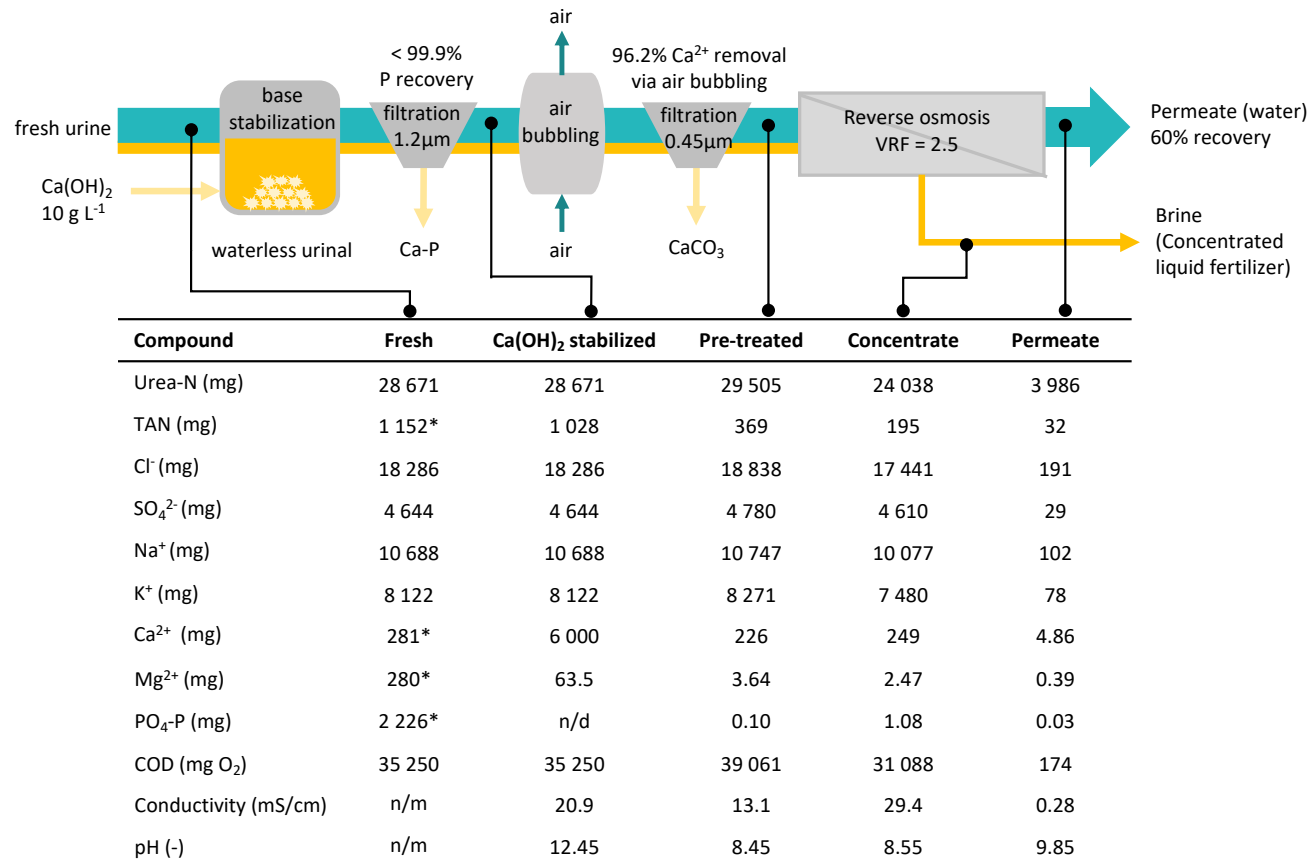 air
< 99.9%
P recovery
96.2% Ca²⁺ removal
via air bubbling
base
stabilization
filtration
1.2µm
air
bubbling
filtration
0.45µm
Reverse osmosis
VRF = 2.5
Permeate (water)
60% recovery
fresh urine
Ca(OH)₂
10 g L⁻¹
waterless urinal
Ca-P
air
CaCO₃
Brine
(Concentrated
liquid fertilizer)
Compound Fresh Ca(OH)₂ stabilized Pre-treated Concentrate Permeate
Urea-N (mg) 28 671 28 671 29 505 24 038 3 986
TAN (mg) 1 152* 1 028 369 195 32
Cl⁻ (mg) 18 286 18 286 18 838 17 441 191
SO₄²⁻ (mg) 4 644 4 644 4 780 4 610 29
Na⁺ (mg) 10 688 10 688 10 747 10 077 102
K⁺ (mg) 8 122 8 122 8 271 7 480 78
Ca²⁺ (mg) 281* 6 000 226 249 4.86
Mg²⁺ (mg) 280* 63.5 3.64 2.47 0.39
PO₄-P (mg) 2 226* n/d 0.10 1.08 0.03
COD (mg O₂) 35 250 35 250 39 061 31 088 174
Conductivity (mS/cm) n/m 20.9 13.1 29.4 0.28
pH (-) n/m 12.45 8.45 8.55 9.85